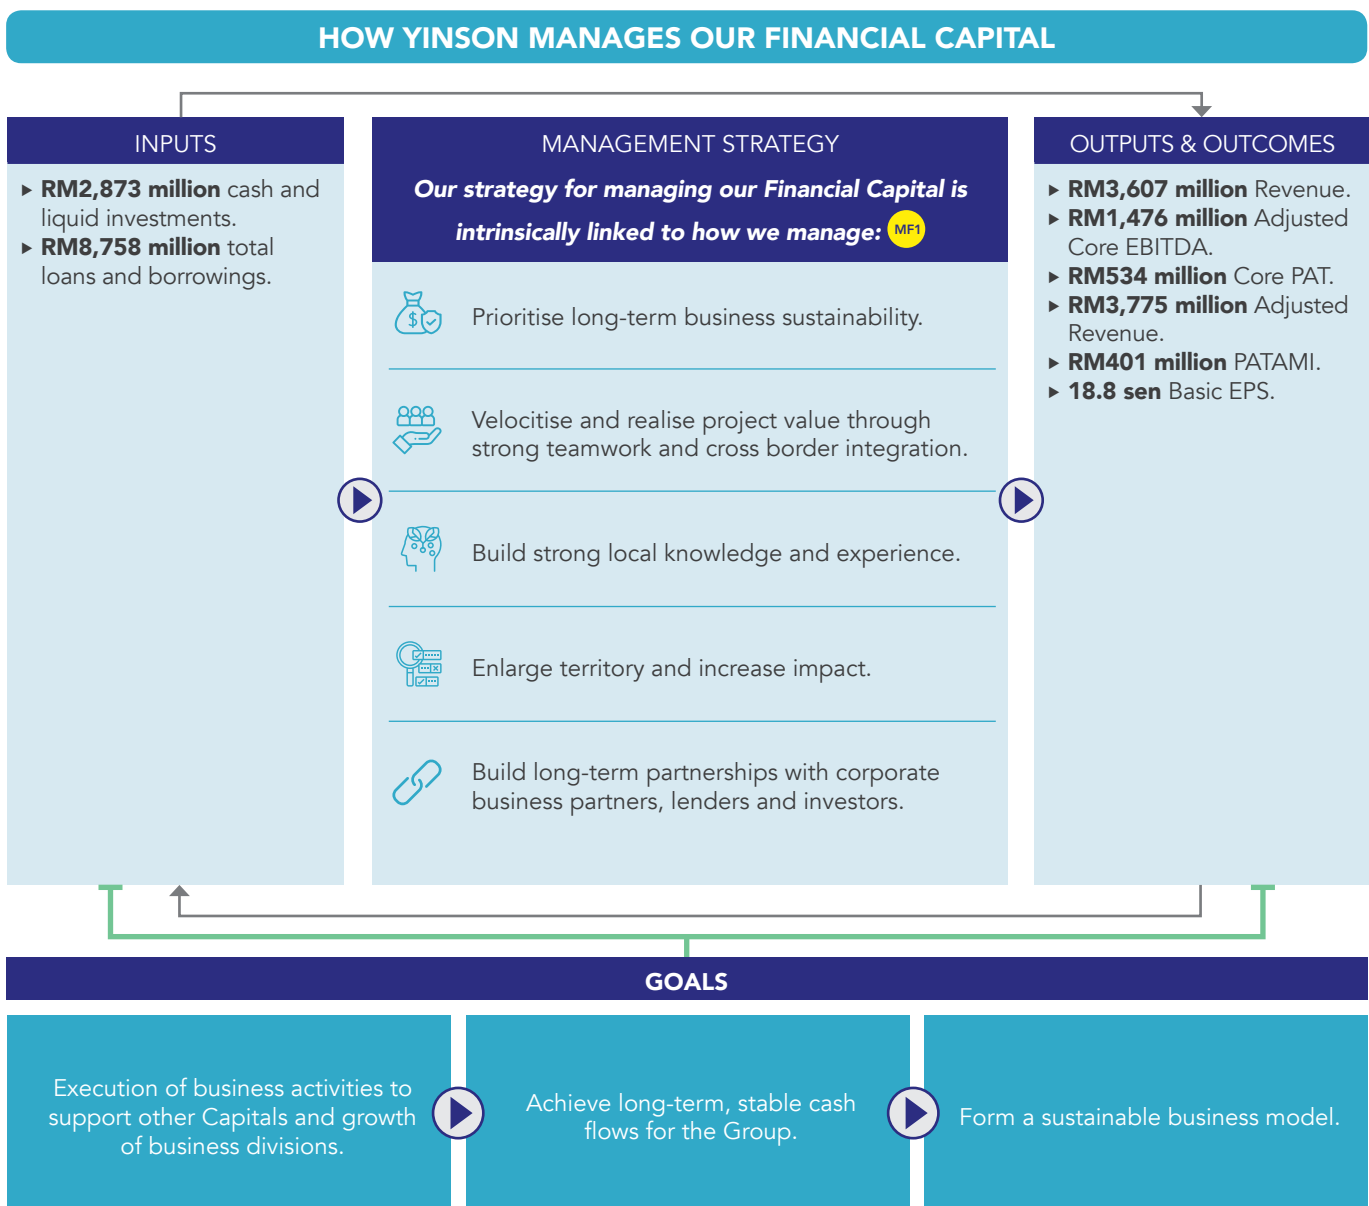 HOW YINSON MANAGES OUR FINANCIAL CAPITAL
INPUTS
▸ RM2,873 million cash and
liquid investments.
▸ RM8,758 million total
loans and borrowings.
MANAGEMENT STRATEGY
Our strategy for managing our Financial Capital is
intrinsically linked to how we manage: MF1
Prioritise long-term business sustainability.
Velocitise and realise project value through
strong teamwork and cross border integration.
Build strong local knowledge and experience.
Enlarge territory and increase impact.
Build long-term partnerships with corporate
business partners, lenders and investors.
OUTPUTS & OUTCOMES
▸ RM3,607 million Revenue.
▸ RM1,476 million Adjusted
Core EBITDA.
▸ RM534 million Core PAT.
▸ RM3,775 million Adjusted
Revenue.
▸ RM401 million PATAMI.
▸ 18.8 sen Basic EPS.
GOALS
Execution of business activities to
support other Capitals and growth
of business divisions.
Achieve long-term, stable cash
flows for the Group.
Form a sustainable business model.